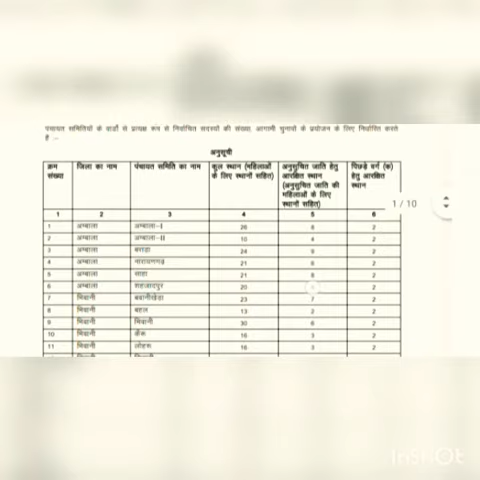 पंचायत समितियों के वार्डों से प्रत्यक्ष रूप से निर्वाचित सदस्यों की संख्या आगामी चुनावों के प्रयोजन के लिए निर्धारित करते
है :-
अनुसूची
क्रम संख्या जिला का नाम पंचायत समिति का नाम कुल स्थान (महिलाओं के लिए स्थानों सहित) अनुसूचित जाति हेतु आरक्षित स्थान (अनुसूचित जाति की महिलाओं के लिए स्थानों सहित) पिछड़े वर्ग (क) हेतु आरक्षित स्थान
1 / 10
1 2 3 4 5 6
1 अम्बाला अम्बाला-I 26 2
2 अम्बाला अम्बाला-II 10 4 2
3 अम्बाला बराड़ा 24 9 2
4 अम्बाला नारायणगढ़ 21 6 2
5 अम्बाला साहा 21 8 2
6 अम्बाला शहजादपुर 20 2
7 भिवानी बवानीखेड़ा 23 7 2
8 भिवानी बहल 13 2 2
9 भिवानी भिवानी 30 6 2
10 भिवानी कैरू 16 3 2
11 भिवानी लोहारू 16 3 2
InShOt